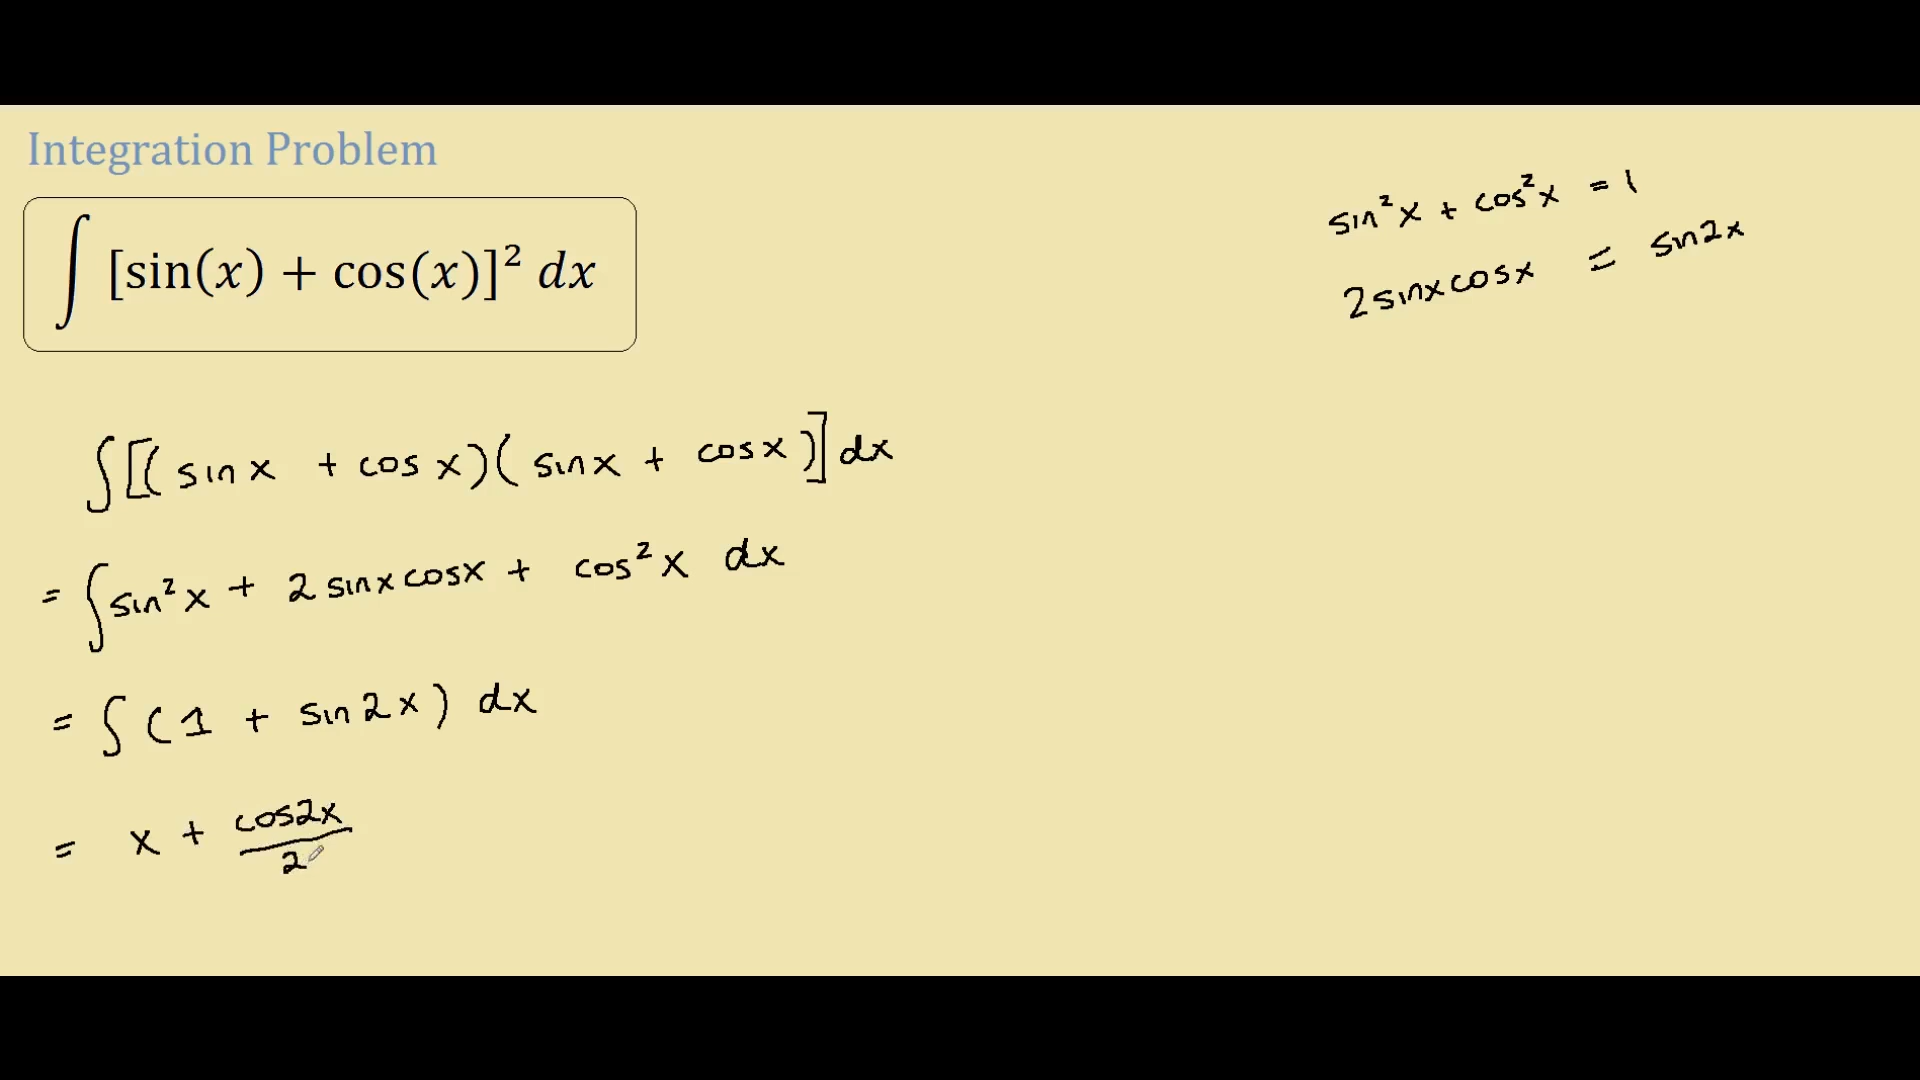 Integration Problem
∫ [sin(x) + cos(x)]² dx
sin²x + cos²x = 1
2sinxcosx = sin2x
∫[(sinx + cosx)(sinx + cosx)]dx
= ∫sin²x + 2sinxcosx + cos²x dx
= ∫(1 + sin2x) dx
= x + cos2x/2